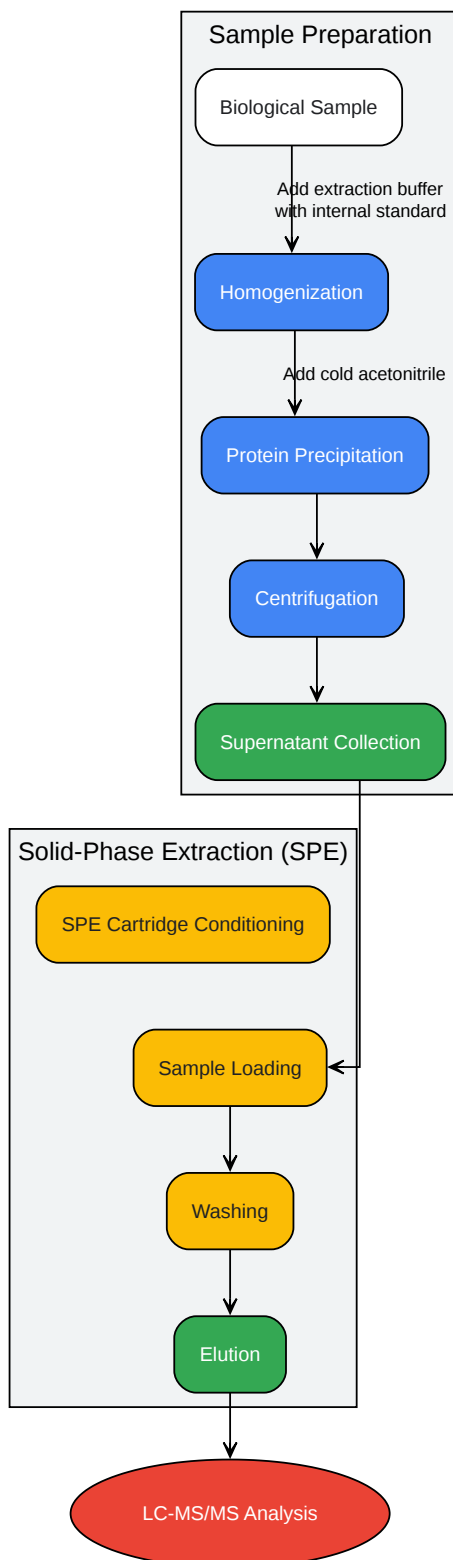 Sample Preparation
Biological Sample
Add extraction buffer
with internal standard
Homogenization
Add cold acetonitrile
Protein Precipitation
Centrifugation
Supernatant Collection
Solid-Phase Extraction (SPE)
SPE Cartridge Conditioning
Sample Loading
Washing
Elution
LC-MS/MS Analysis